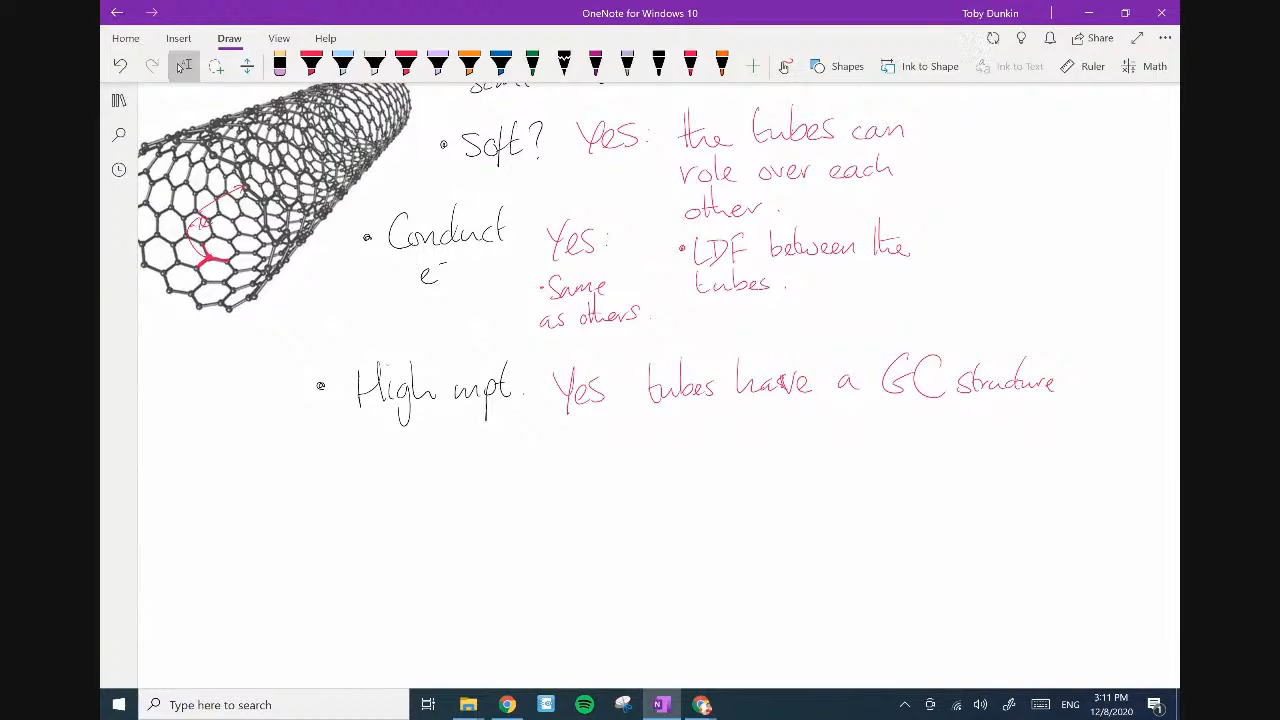 OneNote for Windows 10
Toby Dunkin
Home Insert Draw View Help
Share
Shapes
Ink to Shape
Ink to Text
Ruler
Math
• Soft? Yes: the tubes can
role over each
other.
• Conduct Yes: • LDF between the
e⁻ tubes.
• Same
as others.
• High mpt. Yes tubes have a GC structure
Type here to search
ENG
3:11 PM
12/8/2020
1